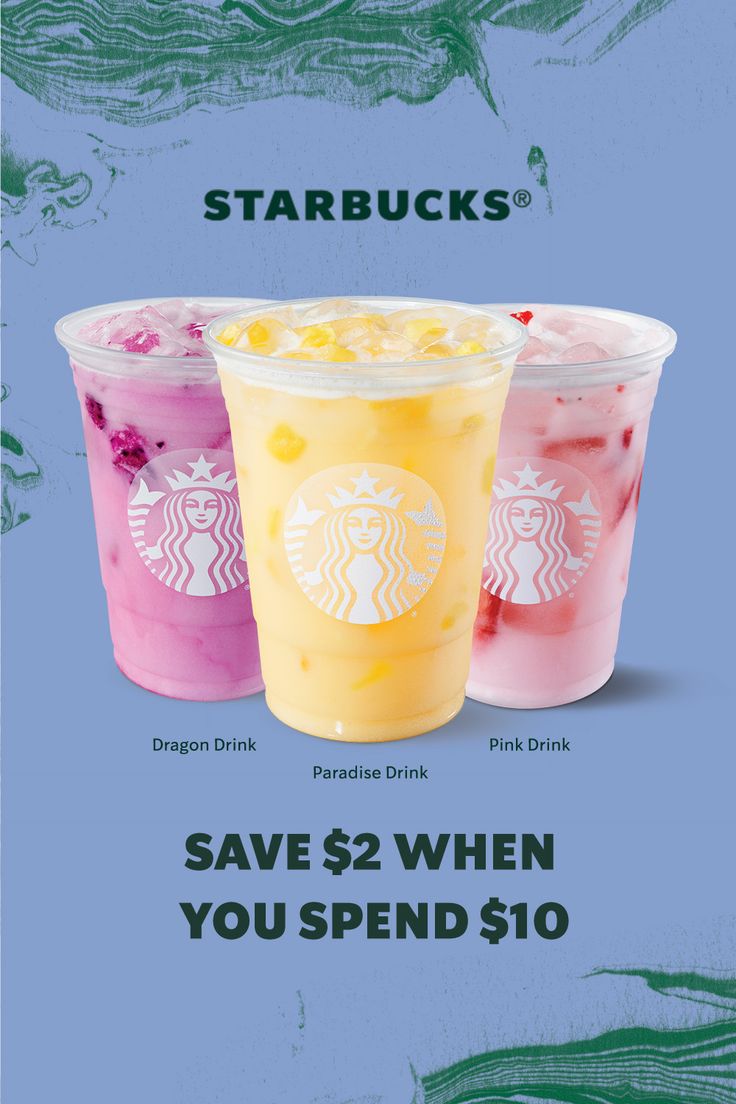 STARBUCKS®
Dragon Drink
Paradise Drink
Pink Drink
SAVE $2 WHEN
YOU SPEND $10